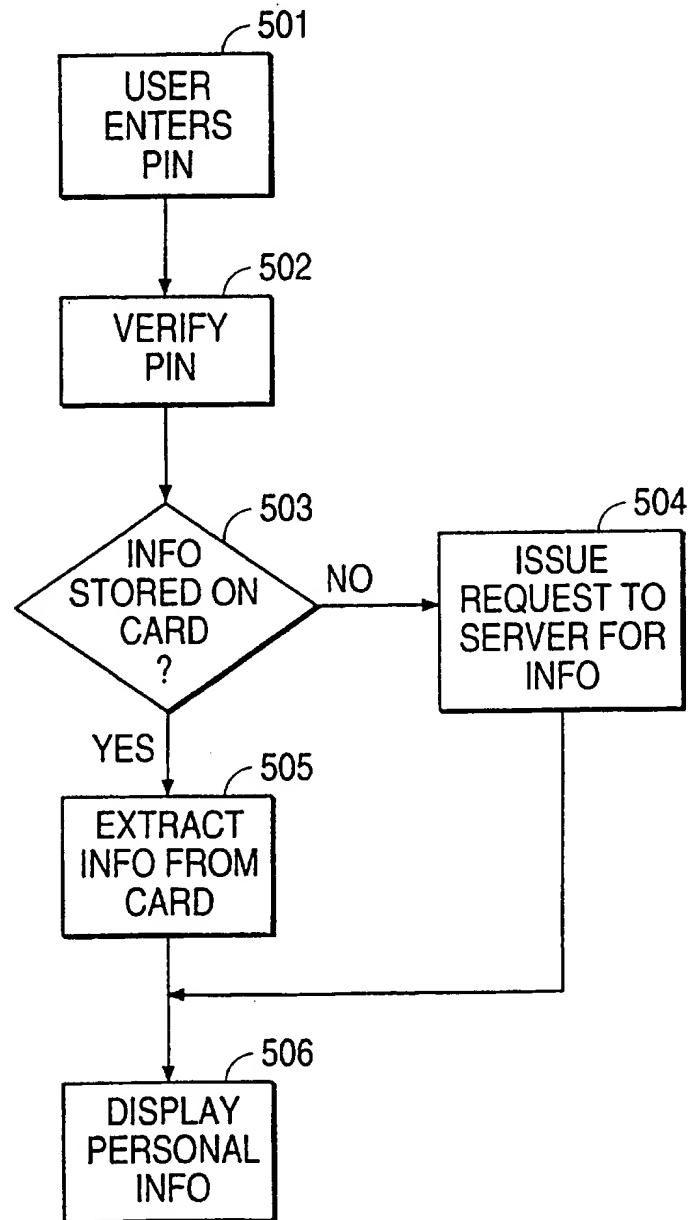 501
USER
ENTERS
PIN
502
VERIFY
PIN
503
INFO
STORED ON
CARD
?
NO
504
ISSUE
REQUEST TO
SERVER FOR
INFO
YES
505
EXTRACT
INFO FROM
CARD
506
DISPLAY
PERSONAL
INFO